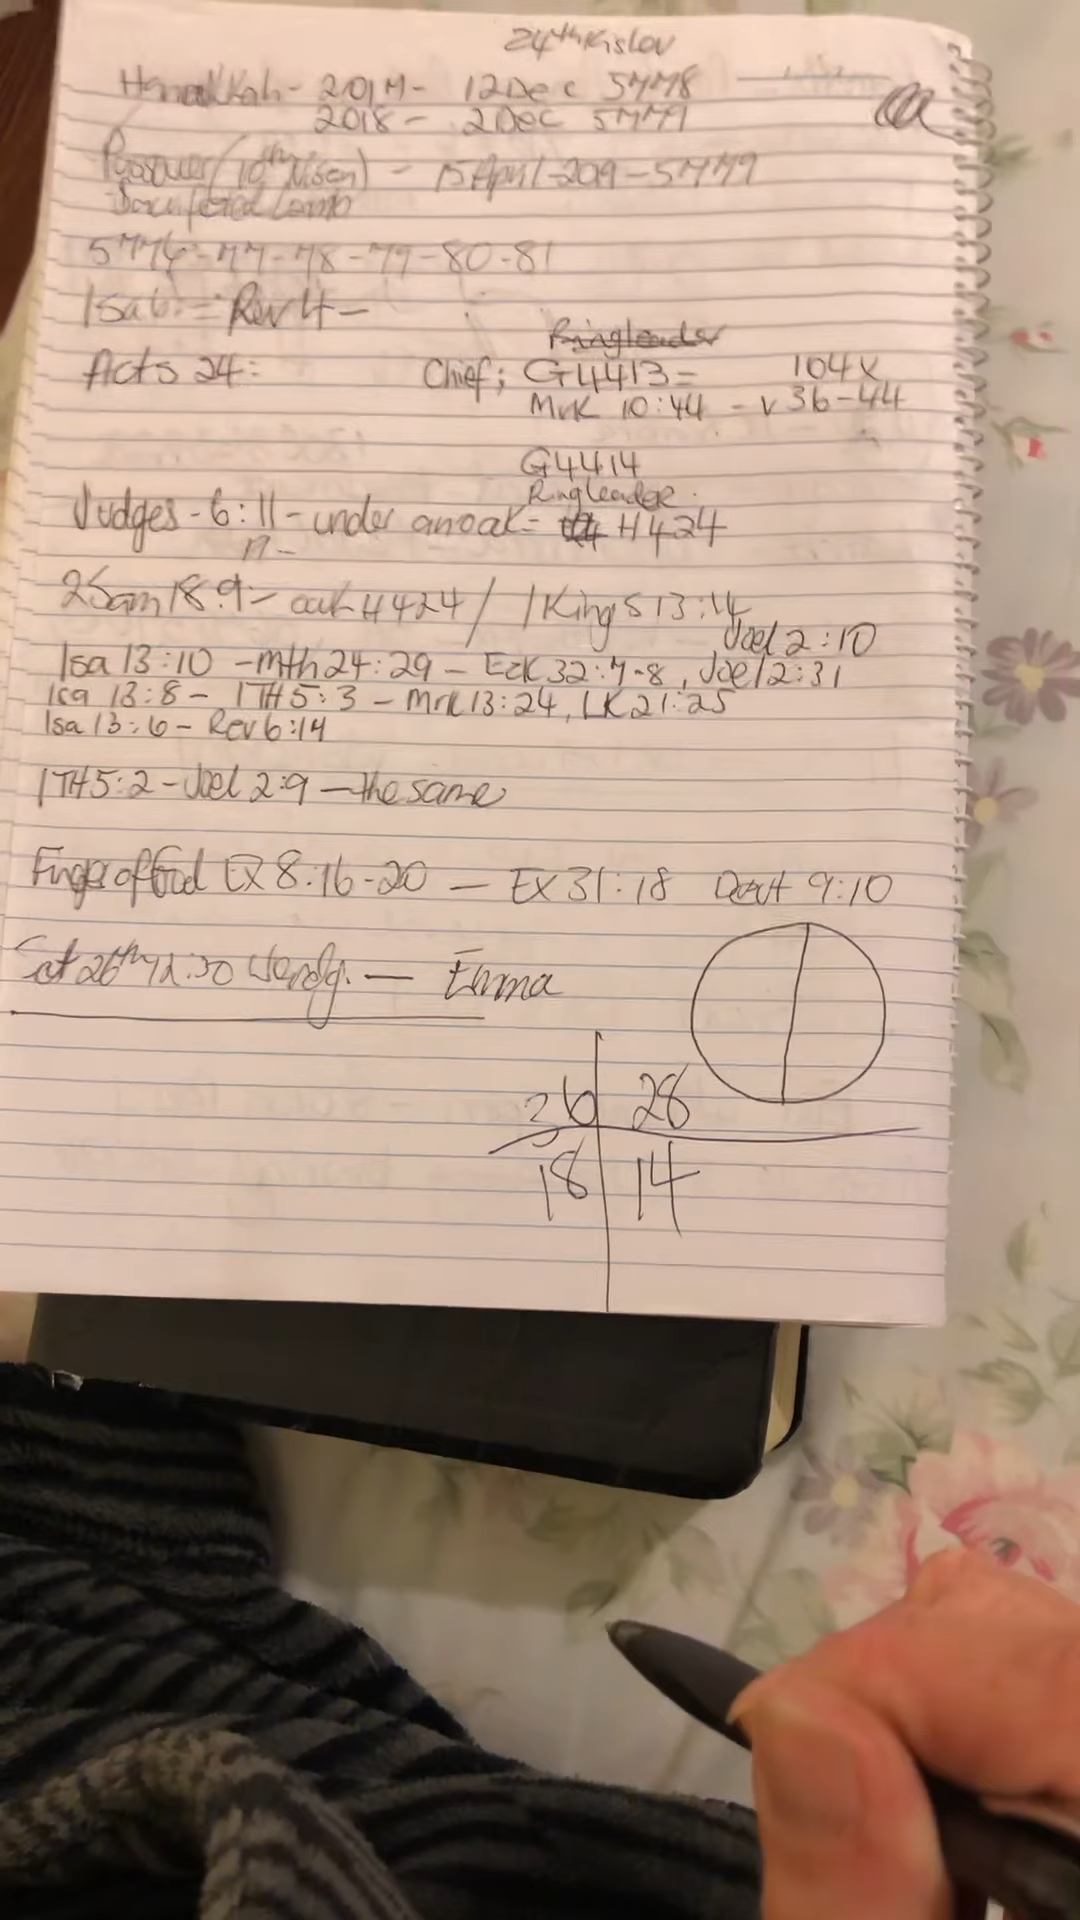 24th Kislov
Hanukkah - 2017 - 12 Dec 5778
2018 - 2 Dec 5779
Passover (10th Nisan) - 15 April - 2019 - 5779
Sacrificed Lamb
5776 - 77 - 78 - 79 - 80 - 81
Isa 6: = Rev 4 -
Ringleader
Acts 24: Chief; G4413 = 104x
Mrk 10:44 - v 36-44
G4414
Ringleader
Judges - 6:11 - under an oak = H424
2Sam 18:9 - oak H424 / 1 Kings 13:14
Joel 2:10
Isa 13:10 - Mth 24:29 - Ezk 32:7-8, Joel 2:31
Isa 13:8 - 1TH 5:3 - Mrk 13:24, LK 21:25
Isa 13:6 - Rev 6:14
1TH 5:2 - Joel 2:9 - the same
Finger of God EX 8:16-20 - EX 31:18 Deut 9:10
Sat 26th - Emma
36 28
18 14